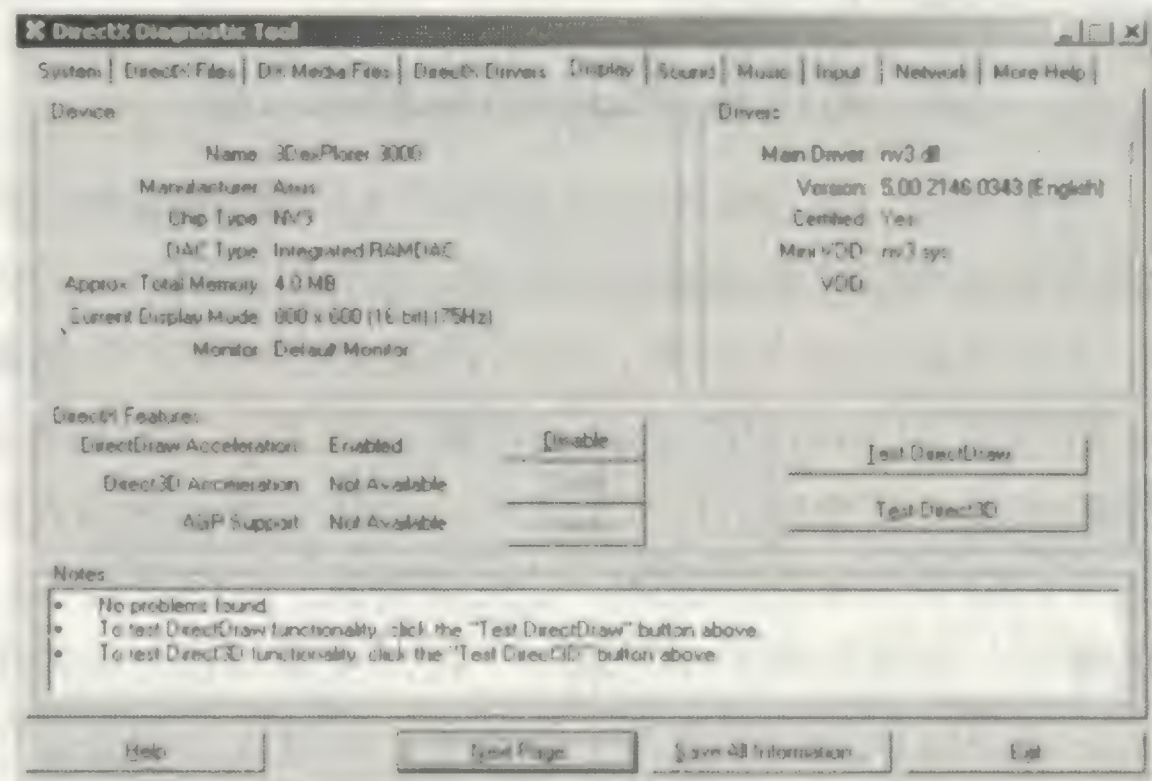 DirectX Diagnostic Tool
System DirectX Files DX Media Files DirectX Drivers Display Sound Music Input Network More Help
Device
Name 3DexPlorer 3000
Manufacturer Asus
Chip Type NV3
DAC Type Integrated RAMDAC
Approx. Total Memory 4.0 MB
Current Display Mode 800 x 600 (16 bit) (75Hz)
Monitor Default Monitor
Drivers
Main Driver: nv3.dll
Version: 5.00.2146.0343 (English)
Certified: Yes
Mini VDD: nv3.sys
VDD:
DirectX Features
DirectDraw Acceleration: Enabled Disable
Direct3D Acceleration: Not Available
AGP Support: Not Available
Test DirectDraw
Test Direct3D
Notes
• No problems found.
• To test DirectDraw functionality, click the "Test DirectDraw" button above.
• To test Direct3D functionality, click the "Test Direct3D" button above.
Help Next Page Save All Information... Exit